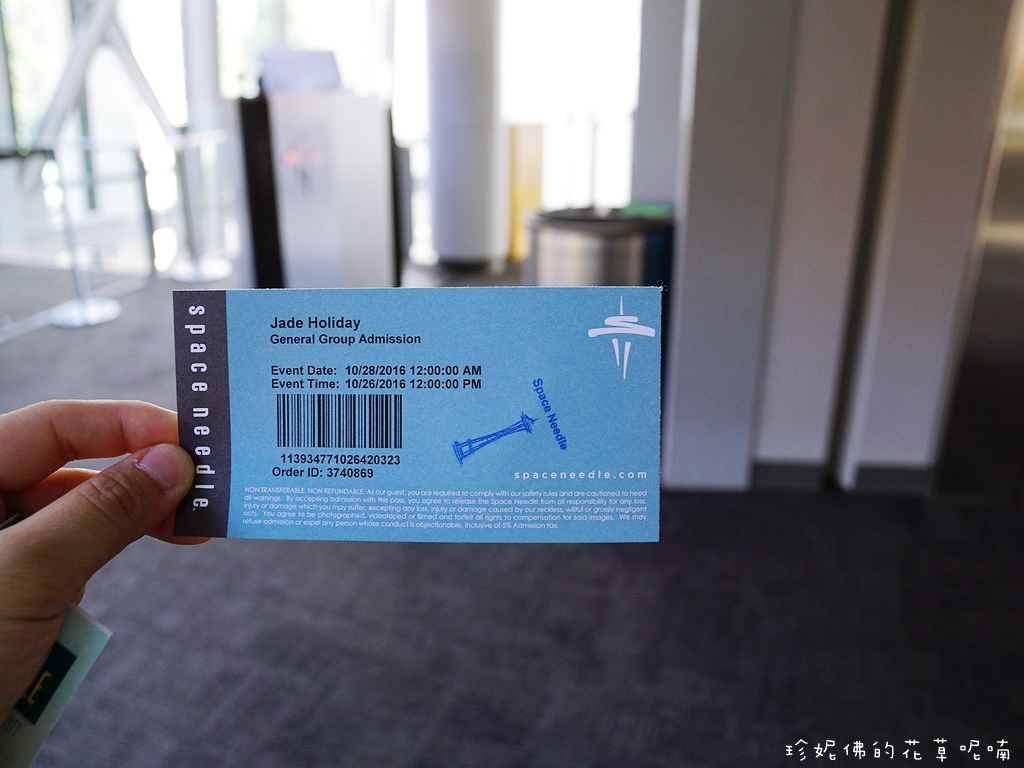 space needle
Jade Holiday
General Group Admission
Event Date: 10/28/2016 12:00:00 AM
Event Time: 10/26/2016 12:00:00 PM
113934771026420323
Order ID: 3740869
Space Needle
spaceneedle.com
NON TRANSFERABLE. NON REFUNDABLE. As our guest, you are required to comply with our safety rules and are cautioned to heed
all warnings. By accepting admission with this pass, you agree to release the Space Needle from all responsibility for any loss,
injury or damage which you may suffer, excepting any loss, injury or damage caused by our reckless, willful or grossly negligent
acts. You agree to be photographed, videotaped or filmed and forfeit all rights to compensation for said images. We may
refuse admission or expel any person whose conduct is objectionable. Inclusive of 5% Admission tax.
珍妮佛的花草呢喃